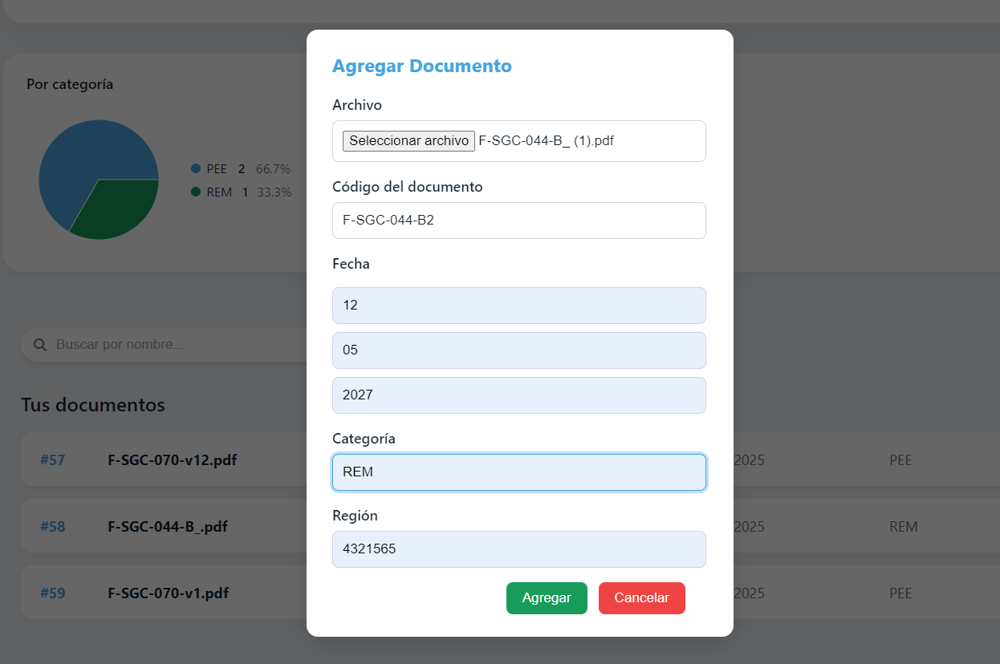 Agregar Documento
Archivo
Seleccionar archivo F-SGC-044-B_ (1).pdf
Código del documento
F-SGC-044-B2
Fecha
12
05
2027
Categoría
REM
Región
4321565
Agregar Cancelar
Por categoría
PEE 2 66.7%
REM 1 33.3%
Buscar por nombre...
Tus documentos
#57 F-SGC-070-v12.pdf 2025 PEE
#58 F-SGC-044-B_.pdf 2025 REM
#59 F-SGC-070-v1.pdf 2025 PEE